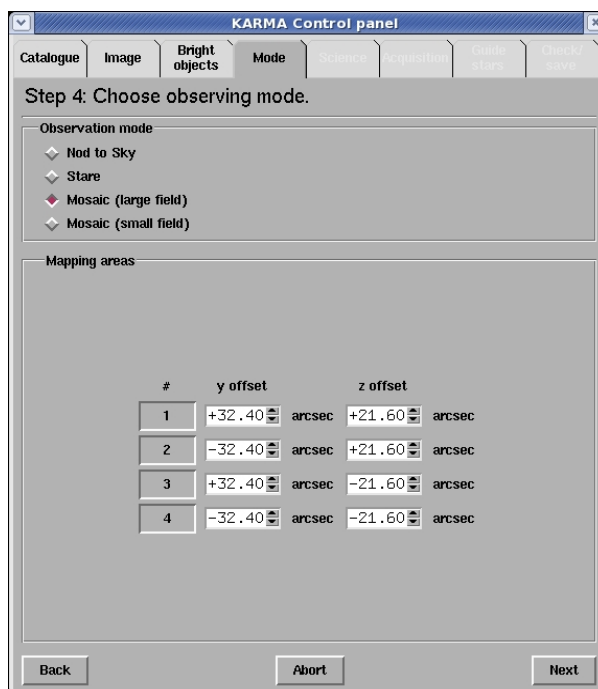 KARMA Control panel
Catalogue Image Bright objects Mode Science Acquisition Guide stars Check/ save
Step 4: Choose observing mode.
Observation mode
Nod to Sky
Stare
Mosaic (large field)
Mosaic (small field)
Mapping areas
# y offset z offset
1 +32.40 arcsec +21.60 arcsec
2 -32.40 arcsec +21.60 arcsec
3 +32.40 arcsec -21.60 arcsec
4 -32.40 arcsec -21.60 arcsec
Back Abort Next